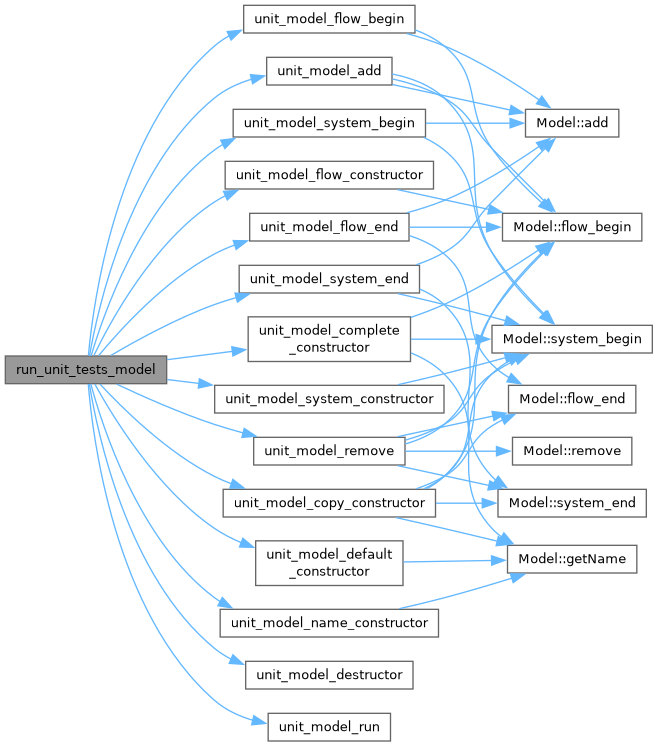 unit_model_flow_begin
unit_model_add
unit_model_system_begin
Model::add
unit_model_flow_constructor
unit_model_flow_end
Model::flow_begin
unit_model_system_end
unit_model_complete
_constructor
Model::system_begin
run_unit_tests_model
unit_model_system_constructor
Model::flow_end
unit_model_remove
Model::remove
unit_model_copy_constructor
Model::system_end
unit_model_default
_constructor
Model::getName
unit_model_name_constructor
unit_model_destructor
unit_model_run